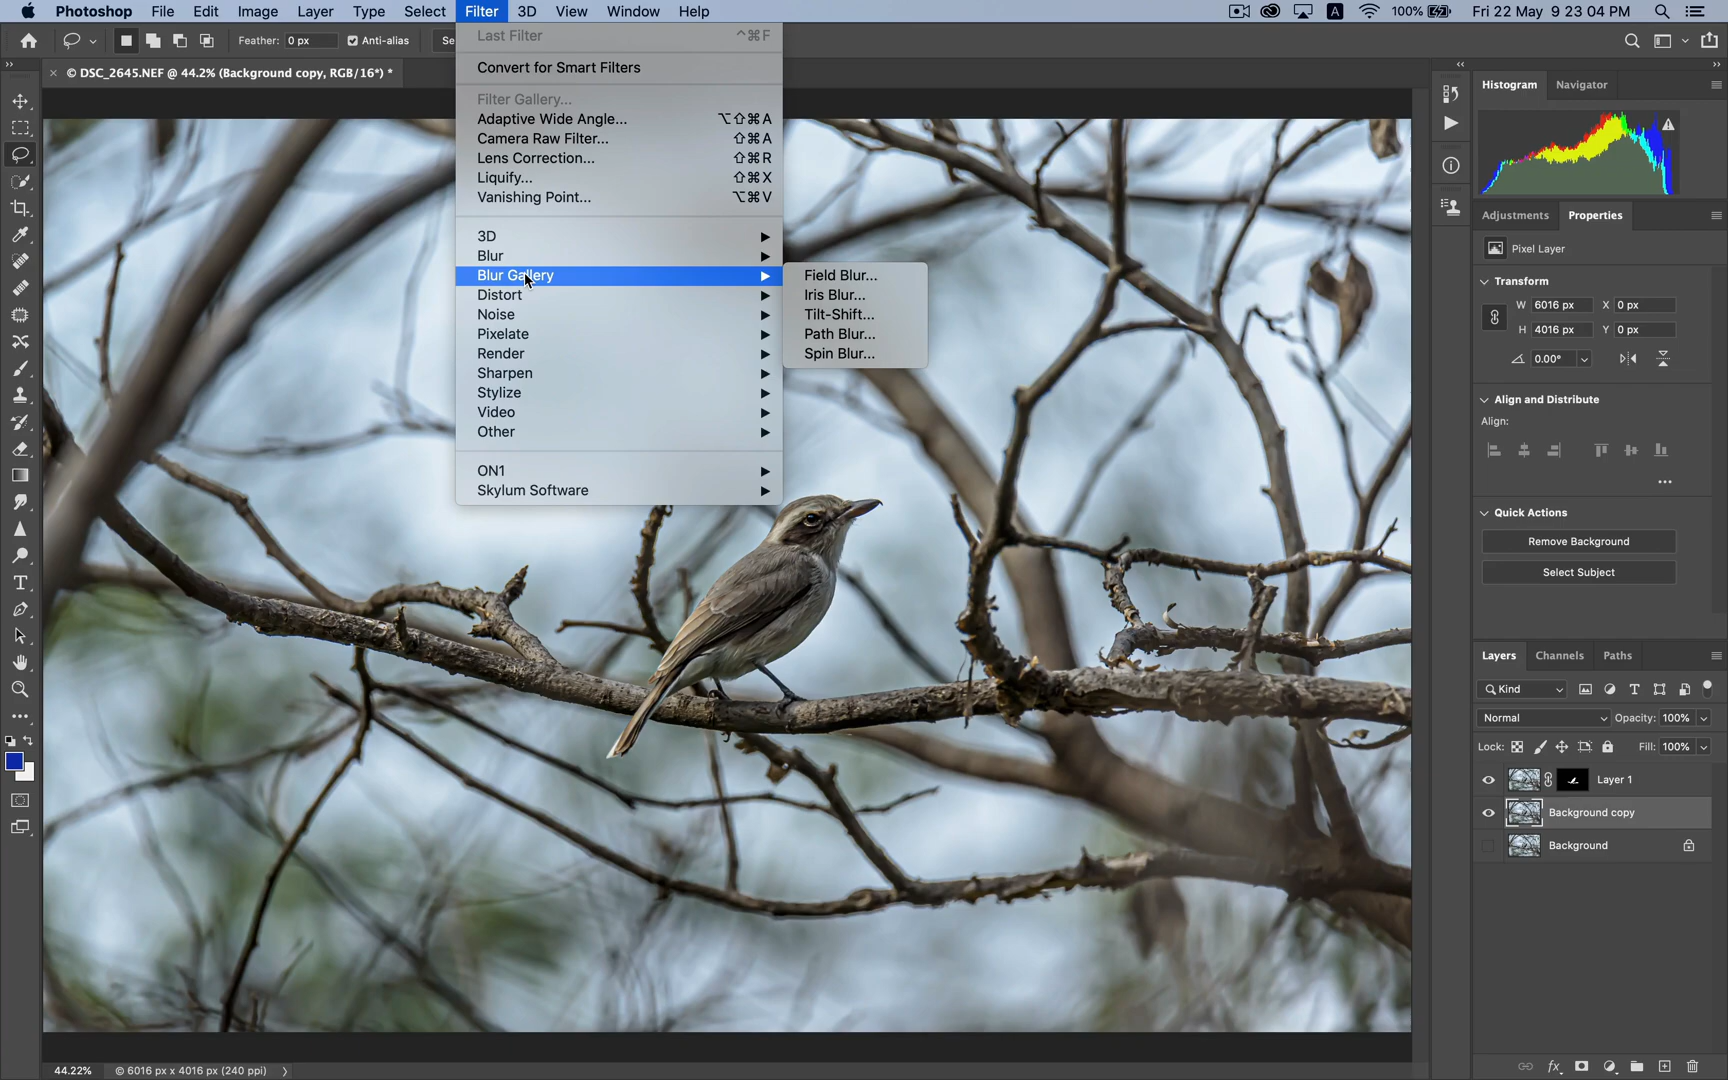 Photoshop File Edit Image Layer Type Select Filter 3D View Window Help A 100% Fri 22 May 9 23 04 PM
Feather: 0 px Anti-alias Se
× © DSC_2645.NEF @ 44.2% (Background copy, RGB/16*) *
Last Filter ^⌘F
Convert for Smart Filters
Filter Gallery...
Adaptive Wide Angle... ⌥⇧⌘A
Camera Raw Filter... ⇧⌘A
Lens Correction... ⇧⌘R
Liquify... ⇧⌘X
Vanishing Point... ⌥⌘V
3D
Blur
Blur Gallery
Distort
Noise
Pixelate
Render
Sharpen
Stylize
Video
Other
ON1
Skylum Software
Field Blur...
Iris Blur...
Tilt-Shift...
Path Blur...
Spin Blur...
Histogram Navigator
Adjustments Properties
Pixel Layer
Transform
W 6016 px X 0 px
H 4016 px Y 0 px
0.00°
Align and Distribute
Align:
Quick Actions
Remove Background
Select Subject
Layers Channels Paths
Kind
Normal Opacity: 100%
Lock: Fill: 100%
Layer 1
Background copy
Background
fx
44.22% © 6016 px x 4016 px (240 ppi)